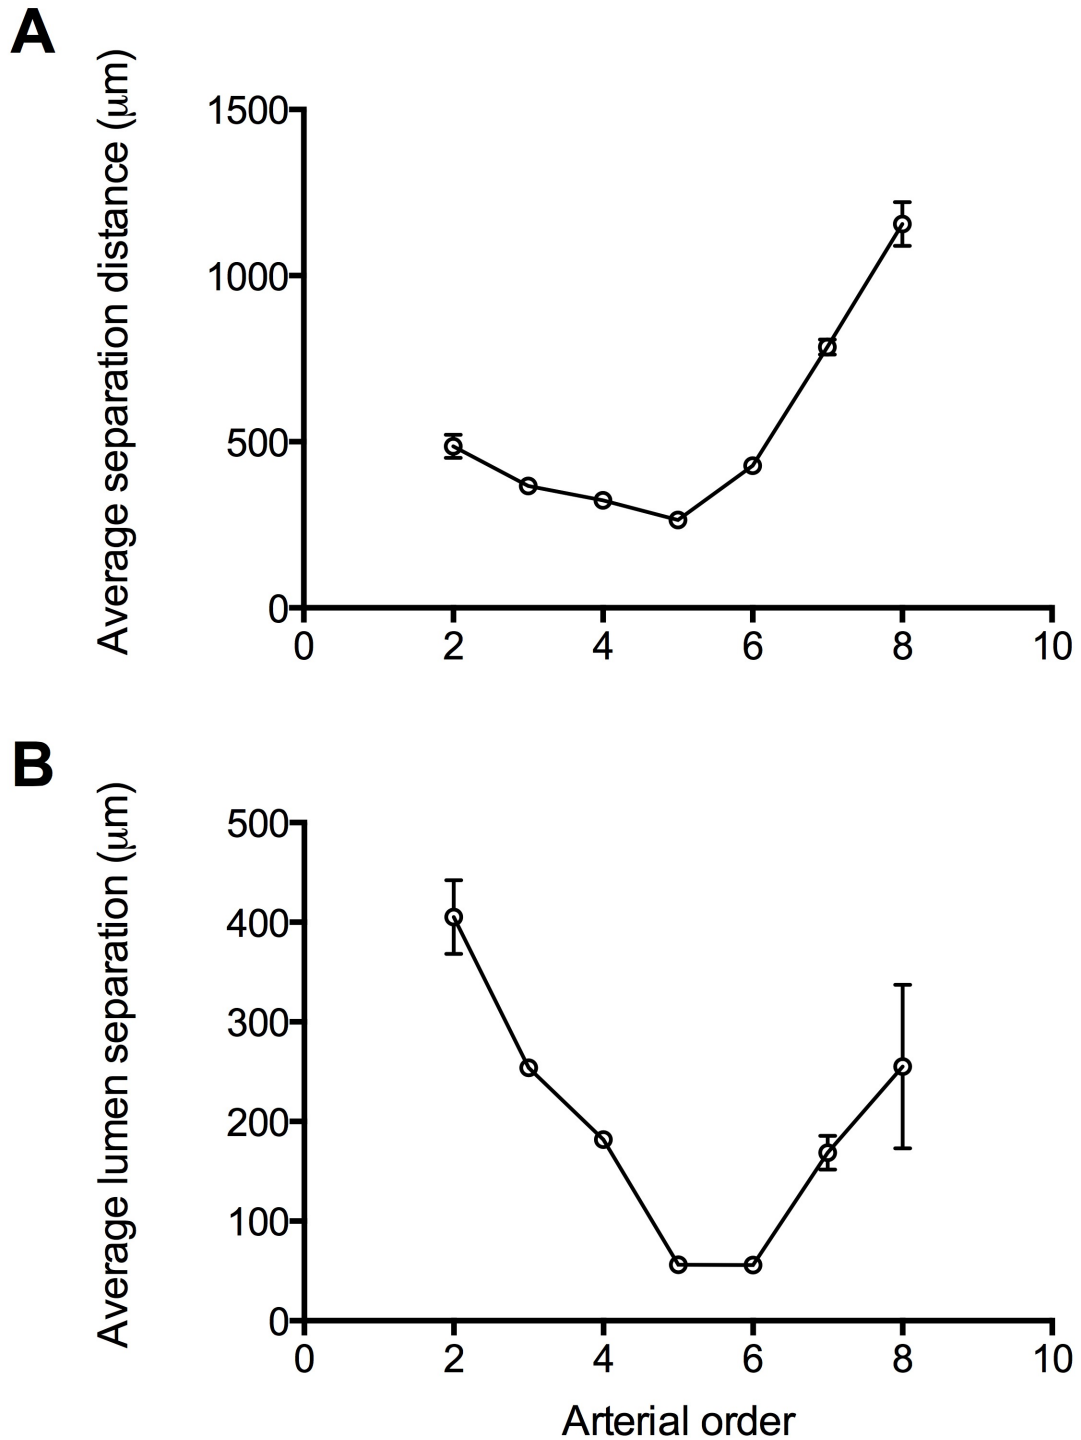 A
Average separation distance (μm)
1500
1000
500
0
0 2 4 6 8 10
B
Average lumen separation (μm)
500
400
300
200
100
0
0 2 4 6 8 10
Arterial order